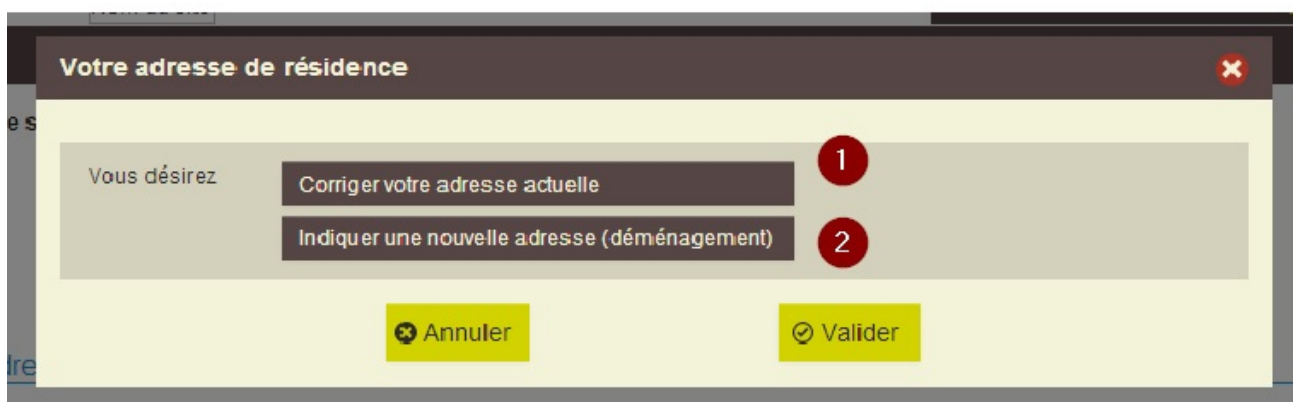 Votre adresse de résidence
e s
Vous désirez
Corriger votre adresse actuelle
1
Indiquer une nouvelle adresse (déménagement)
2
Annuler
Valider
dre